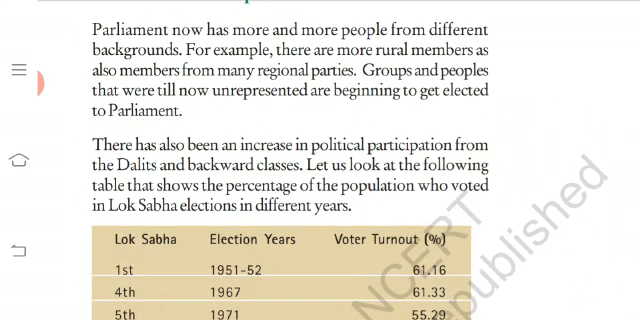 Parliament now has more and more people from different
backgrounds. For example, there are more rural members as
also members from many regional parties. Groups and peoples
that were till now unrepresented are beginning to get elected
to Parliament.
There has also been an increase in political participation from
the Dalits and backward classes. Let us look at the following
table that shows the percentage of the population who voted
in Lok Sabha elections in different years.
Lok Sabha Election Years Voter Turnout (%)
1st 1951-52 61.16
4th 1967 61.33
5th 1971 55.29
NCERT
republished